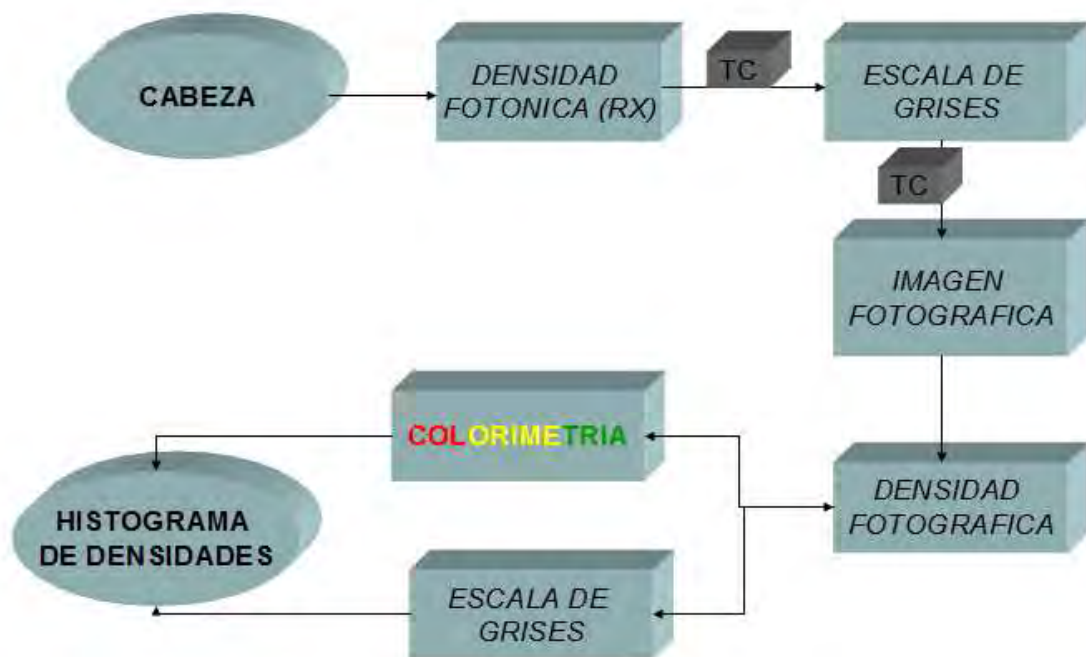 CABEZA
DENSIDAD
FOTONICA (RX)
TC
ESCALA DE
GRISES
TC
IMAGEN
FOTOGRAFICA
COLORIMETRIA
DENSIDAD
FOTOGRAFICA
HISTOGRAMA
DE DENSIDADES
ESCALA DE
GRISES